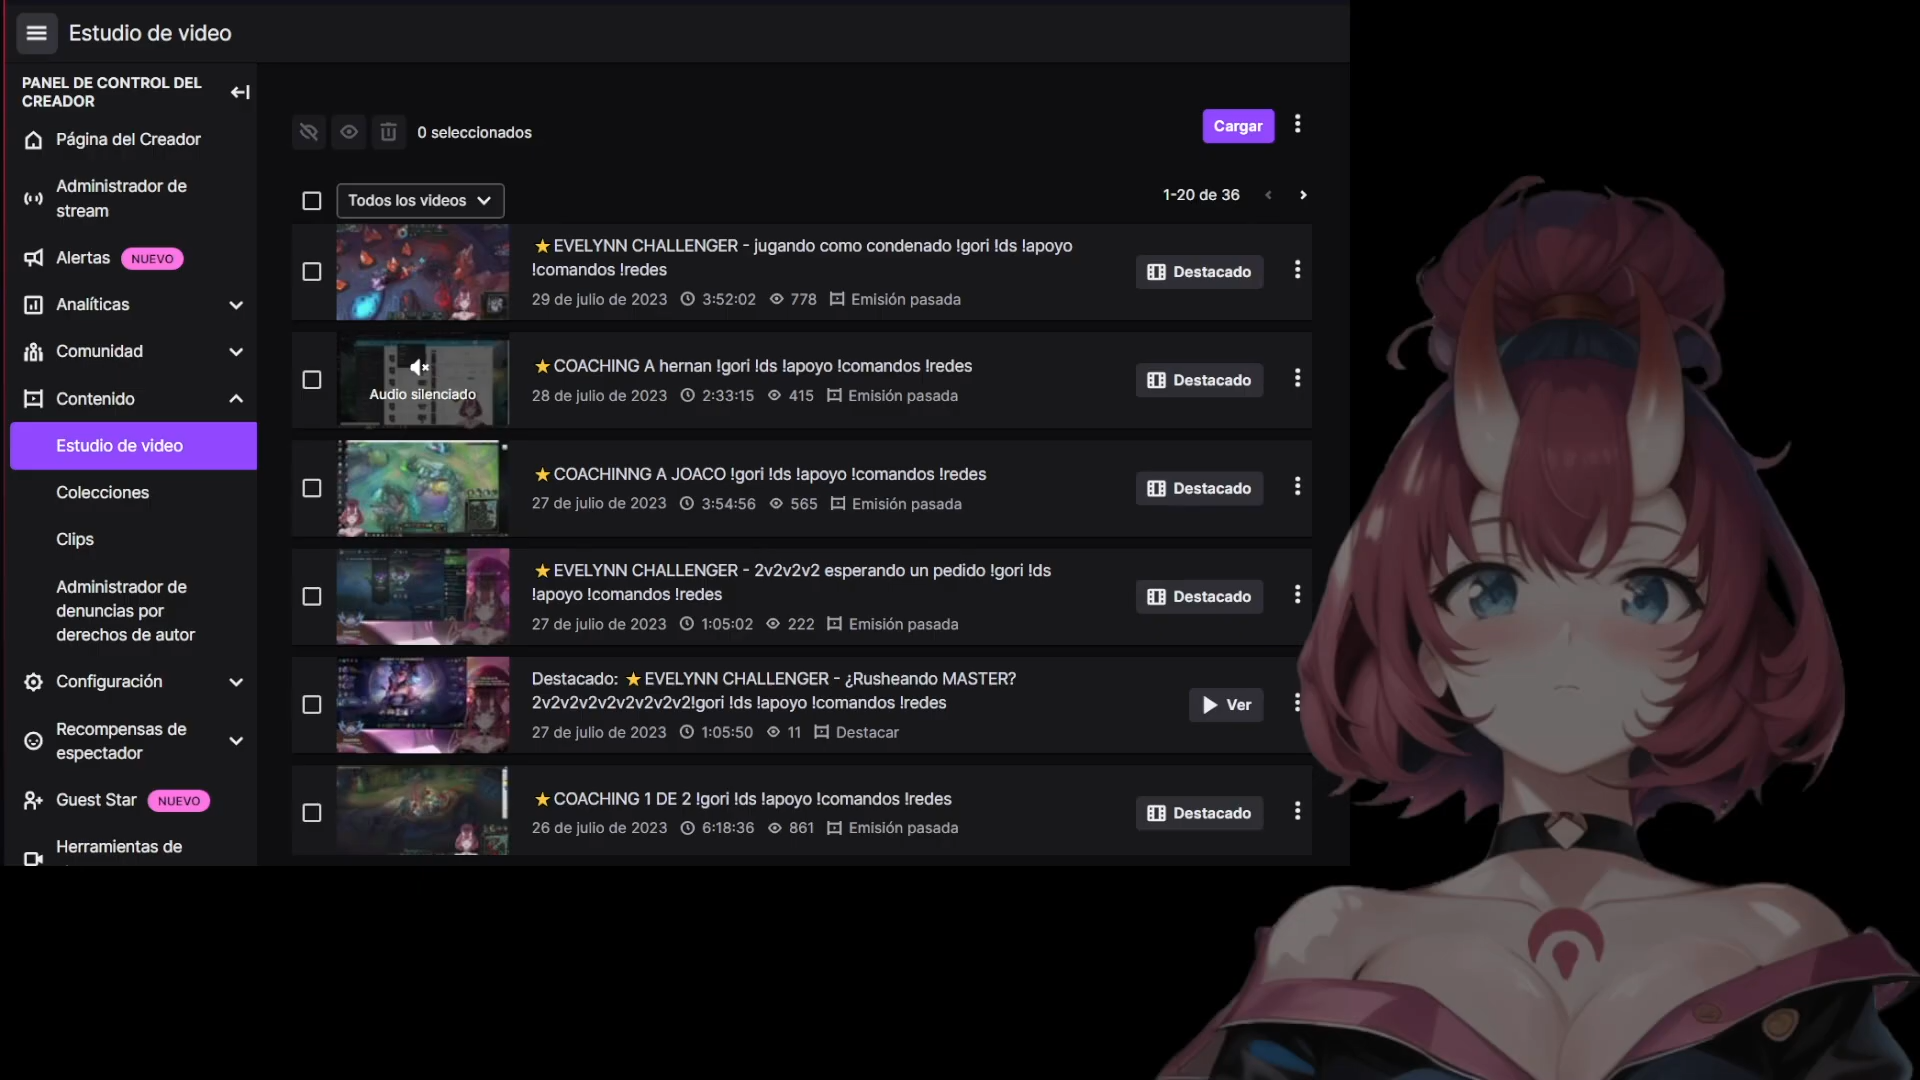 Estudio de video
PANEL DE CONTROL DEL
CREADOR
Página del Creador
Administrador de
stream
Alertas NUEVO
Analíticas
Comunidad
Contenido
Estudio de video
Colecciones
Clips
Administrador de
denuncias por
derechos de autor
Configuración
Recompensas de
espectador
Guest Star NUEVO
Herramientas de
0 seleccionados
Cargar
Todos los videos
1-20 de 36
⭐EVELYNN CHALLENGER - jugando como condenado !gori !ds !apoyo
!comandos !redes
29 de julio de 2023 3:52:02 778 Emisión pasada
Destacado
Audio silenciado
⭐COACHING A hernan !gori !ds !apoyo !comandos !redes
28 de julio de 2023 2:33:15 415 Emisión pasada
Destacado
⭐COACHINNG A JOACO !gori !ds !apoyo !comandos !redes
27 de julio de 2023 3:54:56 565 Emisión pasada
Destacado
⭐EVELYNN CHALLENGER - 2v2v2v2 esperando un pedido !gori !ds
!apoyo !comandos !redes
27 de julio de 2023 1:05:02 222 Emisión pasada
Destacado
Destacado: ⭐EVELYNN CHALLENGER - ¿Rusheando MASTER?
2v2v2v2v2v2v2v2v2!gori !ds !apoyo !comandos !redes
27 de julio de 2023 1:05:50 11 Destacar
Ver
⭐COACHING 1 DE 2 !gori !ds !apoyo !comandos !redes
26 de julio de 2023 6:18:36 861 Emisión pasada
Destacado